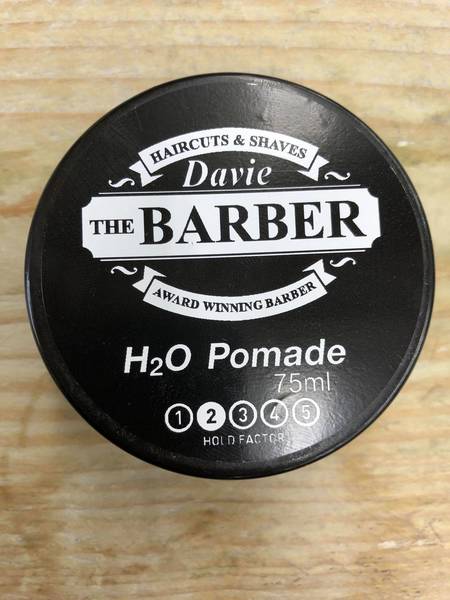 HAIRCUTS & SHAVES
Davie
THE BARBER
AWARD WINNING BARBER
H₂O Pomade
75ml
1 2 3 4 5
HOLD FACTOR